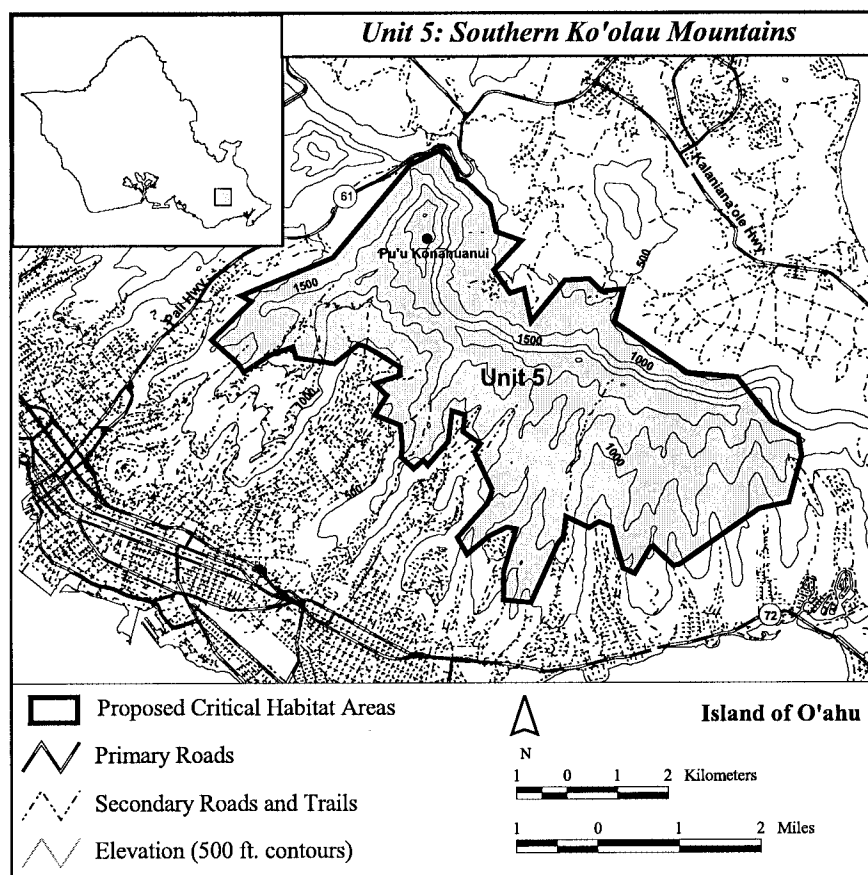 Unit 5: Southern Ko'olau Mountains
61
Kalaniana'ole Hwy
Pu'u Konahuanui
500
1500
Pali HWY
1500
1000
Unit 5
1000
1000
500
72
Proposed Critical Habitat Areas
Primary Roads
Secondary Roads and Trails
Elevation (500 ft. contours)
N
Island of O'ahu
1 0 1 2 Kilometers
1 0 1 2 Miles